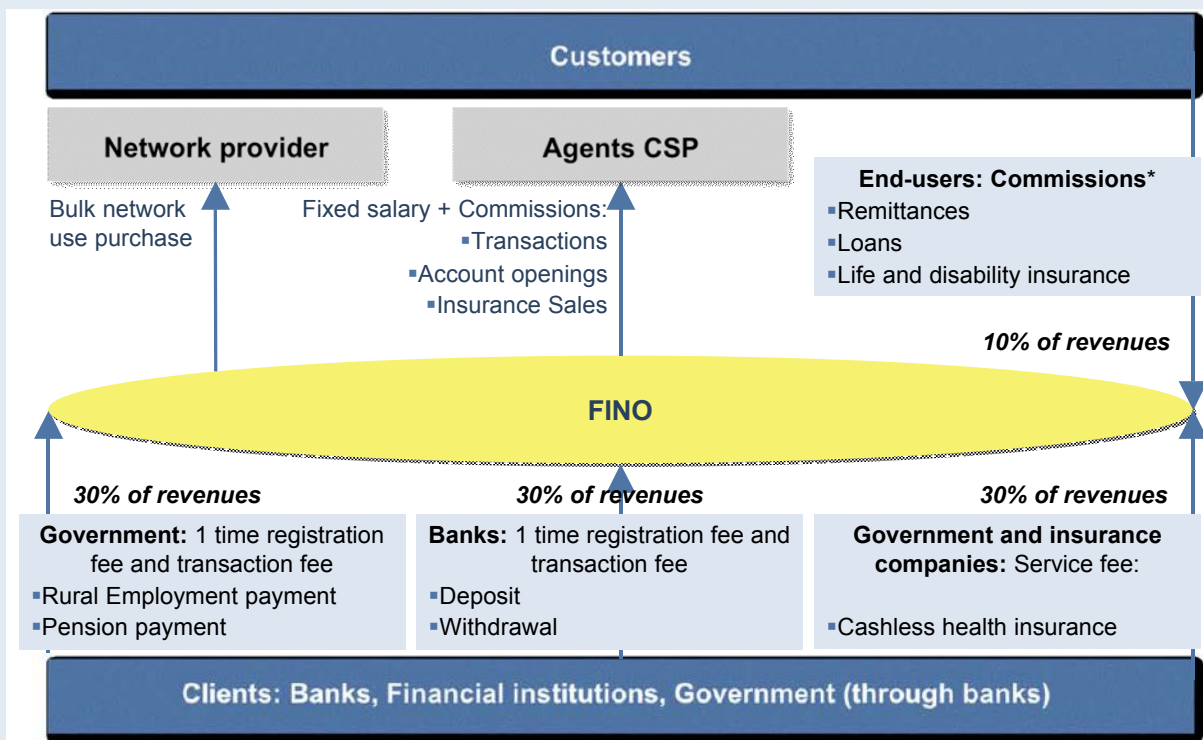 Customers
Network provider
Agents CSP
Bulk network
use purchase
Fixed salary + Commissions:
▪Transactions
▪Account openings
▪Insurance Sales
End-users: Commissions*
▪Remittances
▪Loans
▪Life and disability insurance
10% of revenues
FINO
30% of revenues
Government: 1 time registration
fee and transaction fee
▪Rural Employment payment
▪Pension payment
30% of revenues
Banks: 1 time registration fee and
transaction fee
▪Deposit
▪Withdrawal
30% of revenues
Government and insurance
companies: Service fee:
▪Cashless health insurance
Clients: Banks, Financial institutions, Government (through banks)